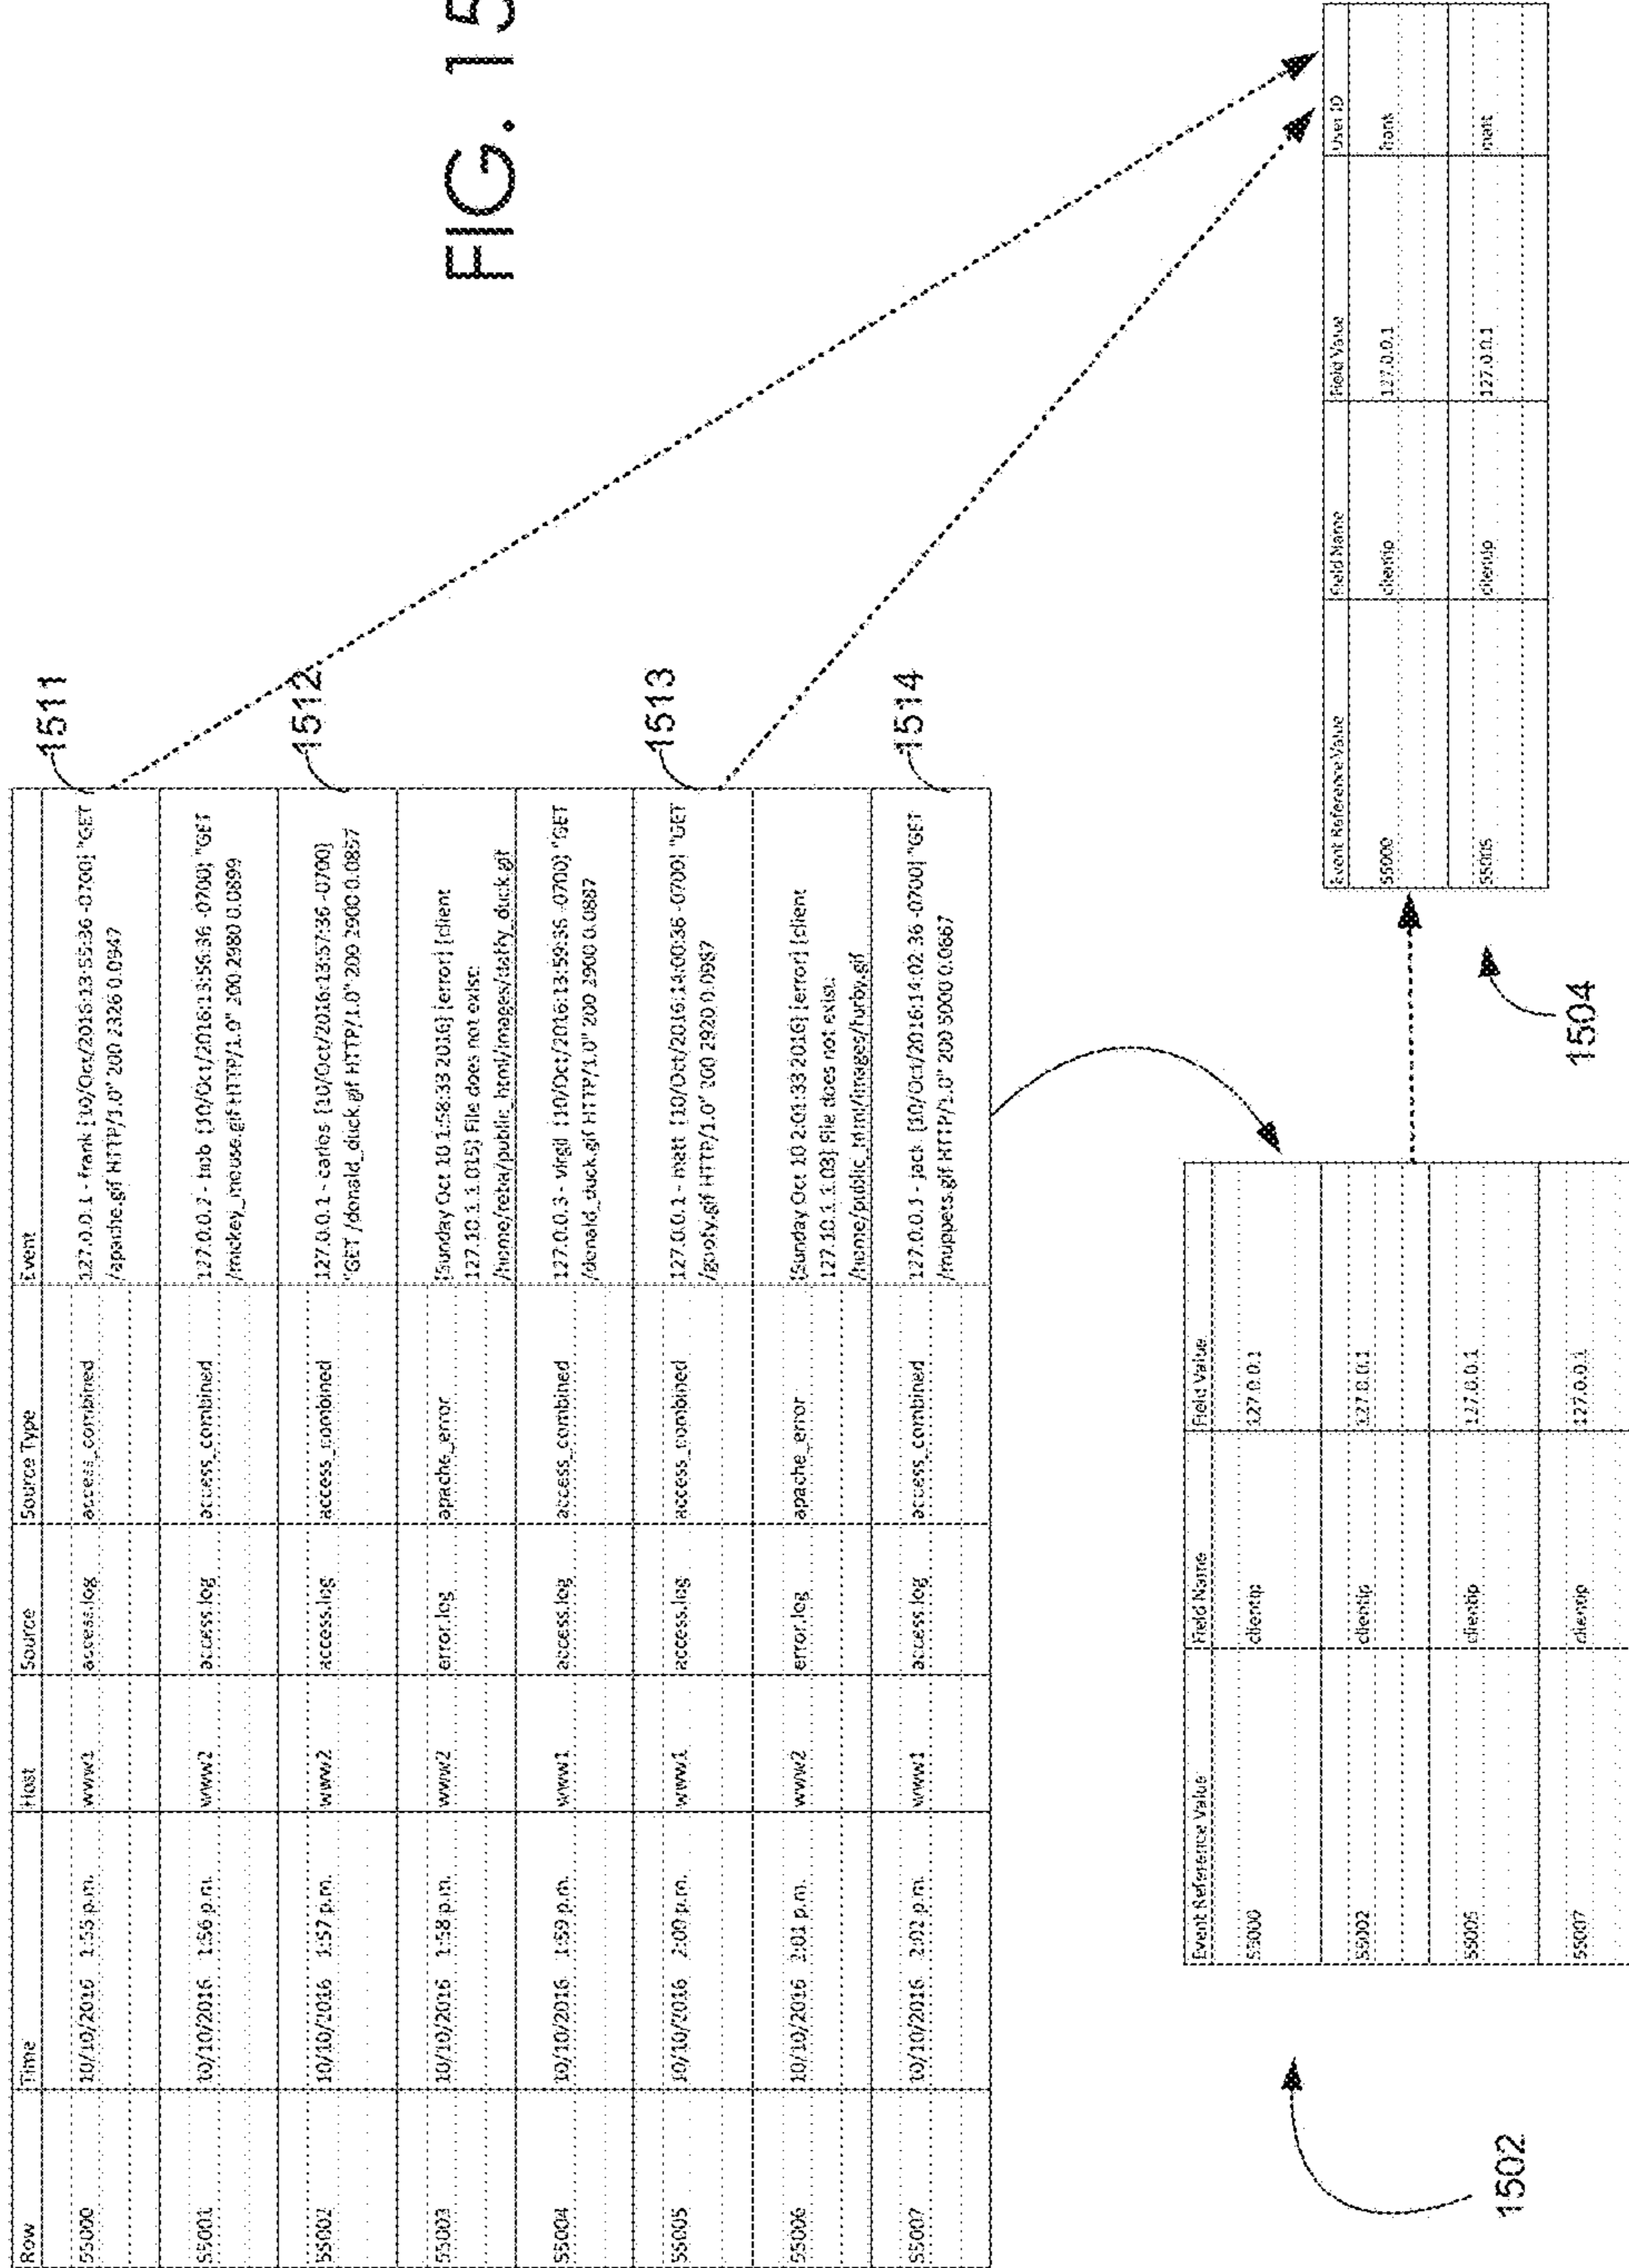 FIG. 15
Row Time Host Source Source Type Event
55000 10/10/2016 1:55 p.m. www1 access.log access_combined 127.0.0.1 - frank [10/Oct/2016:13:55:36 -0700] "GET
/apache.gif HTTP/1.0" 200 2326 0.0947
1511
55001 10/10/2016 1:56 p.m. www2 access.log access_combined 127.0.0.2 - bob [10/Oct/2016:13:56:36 -0700] "GET
/mickey_mouse.gif HTTP/1.0" 200 2980 0.0899
55002 10/10/2016 1:57 p.m. www2 access.log access_combined 127.0.0.1 - carlos [10/Oct/2016:13:57:36 -0700]
"GET /donald_duck.gif HTTP/1.0" 200 2900 0.0857
1512
55003 10/10/2016 1:58 p.m. www2 error.log apache_error [Sunday Oct 10 1:58:33 2016] [error] [client
127.10.1.1.015] File does not exist:
/home/reba/public_html/images/daffy_duck.gif
55004 10/10/2016 1:59 p.m. www1 access.log access_combined 127.0.0.3 - virgil [10/Oct/2016:13:59:36 -0700] "GET
/donald_duck.gif HTTP/1.0" 200 2900 0.0887
55005 10/10/2016 2:00 p.m. www1 access.log access_combined 127.0.0.1 - matt [10/Oct/2016:14:00:36 -0700] "GET
/goofy.gif HTTP/1.0" 200 2920 0.0987
1513
55006 10/10/2016 2:01 p.m. www2 error.log apache_error [Sunday Oct 10 2:01:33 2016] [error] [client
127.10.1.1.03] File does not exist:
/home/public_html/images/furby.gif
55007 10/10/2016 2:02 p.m. www1 access.log access_combined 127.0.0.1 - jack [10/Oct/2016:14:02:36 -0700] "GET
/muppets.gif HTTP/1.0" 200 5000 0.0667
1514
Event Reference Value Field Name Field Value
55000 clientip 127.0.0.1
55002 clientip 127.0.0.1
55005 clientip 127.0.0.1
55007 clientip 127.0.0.1
1502
Event Reference Value Field Name Field Value User ID
55000 clientip 127.0.0.1 frank
55005 clientip 127.0.0.1 matt
1504